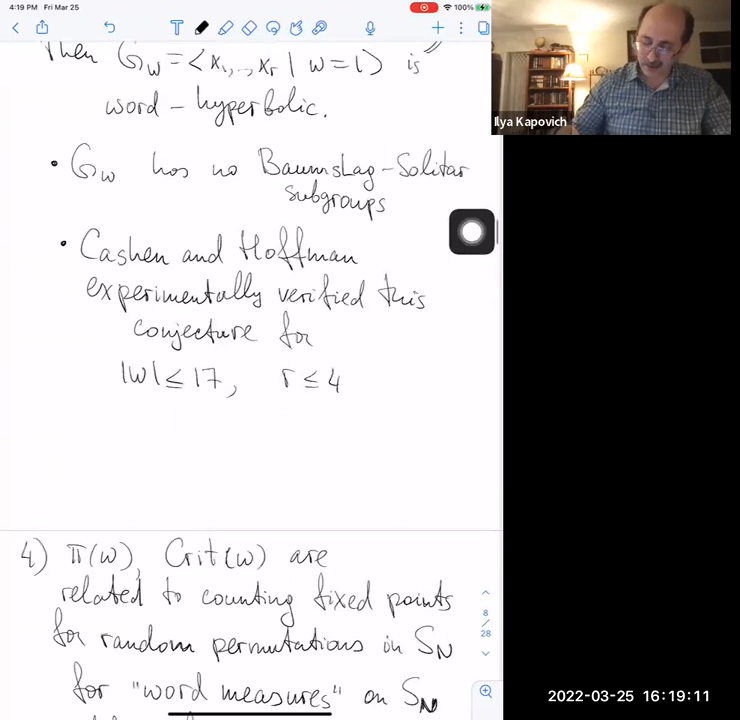 4:19 PM Fri Mar 25
100%
Then G_w = <x_1, .., x_r | w = 1> is
word-hyperbolic.
• G_w has no Baumslag-Solitar
subgroups
• Cashen and Hoffman
experimentally verified this
conjecture for
|w| ≤ 17, r ≤ 4
4) π(w), Crit(w) are
related to counting fixed points
for random permutations in S_N
for "word measures" on S_N
8
/
28
Ilya Kapovich
2022-03-25 16:19:11